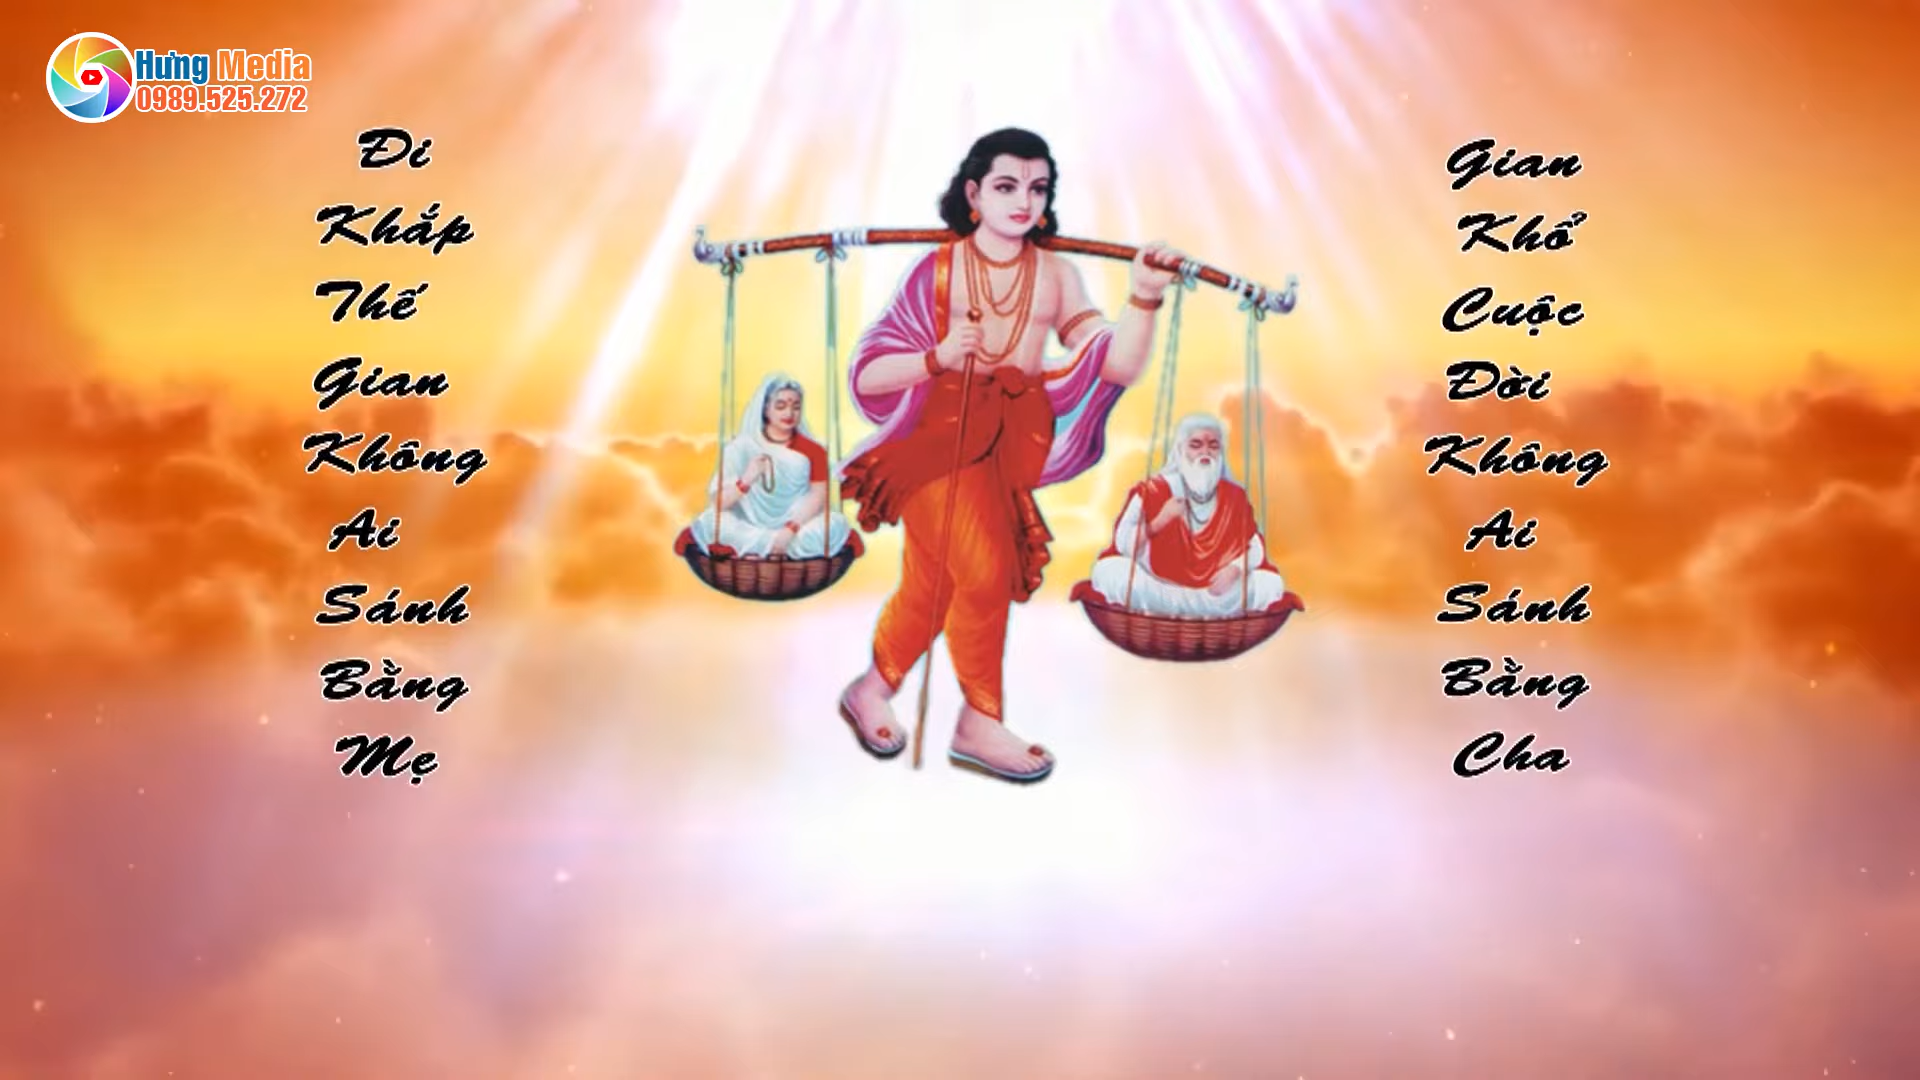 Hưng Media
0989.525.272
Đi
Khắp
Thế
Gian
Không
Ai
Sánh
Bằng
Mẹ
Gian
Khổ
Cuộc
Đời
Không
Ai
Sánh
Bằng
Cha